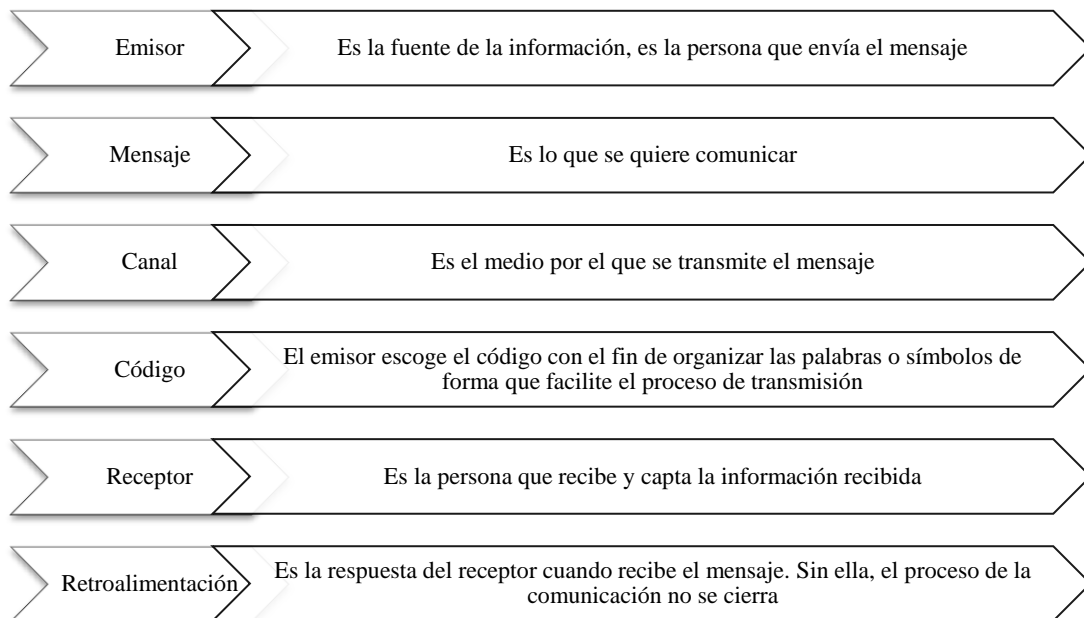 Emisor
Es la fuente de la información, es la persona que envía el mensaje
Mensaje
Es lo que se quiere comunicar
Canal
Es el medio por el que se transmite el mensaje
Código
El emisor escoge el código con el fin de organizar las palabras o símbolos de
forma que facilite el proceso de transmisión
Receptor
Es la persona que recibe y capta la información recibida
Retroalimentación
Es la respuesta del receptor cuando recibe el mensaje. Sin ella, el proceso de la
comunicación no se cierra